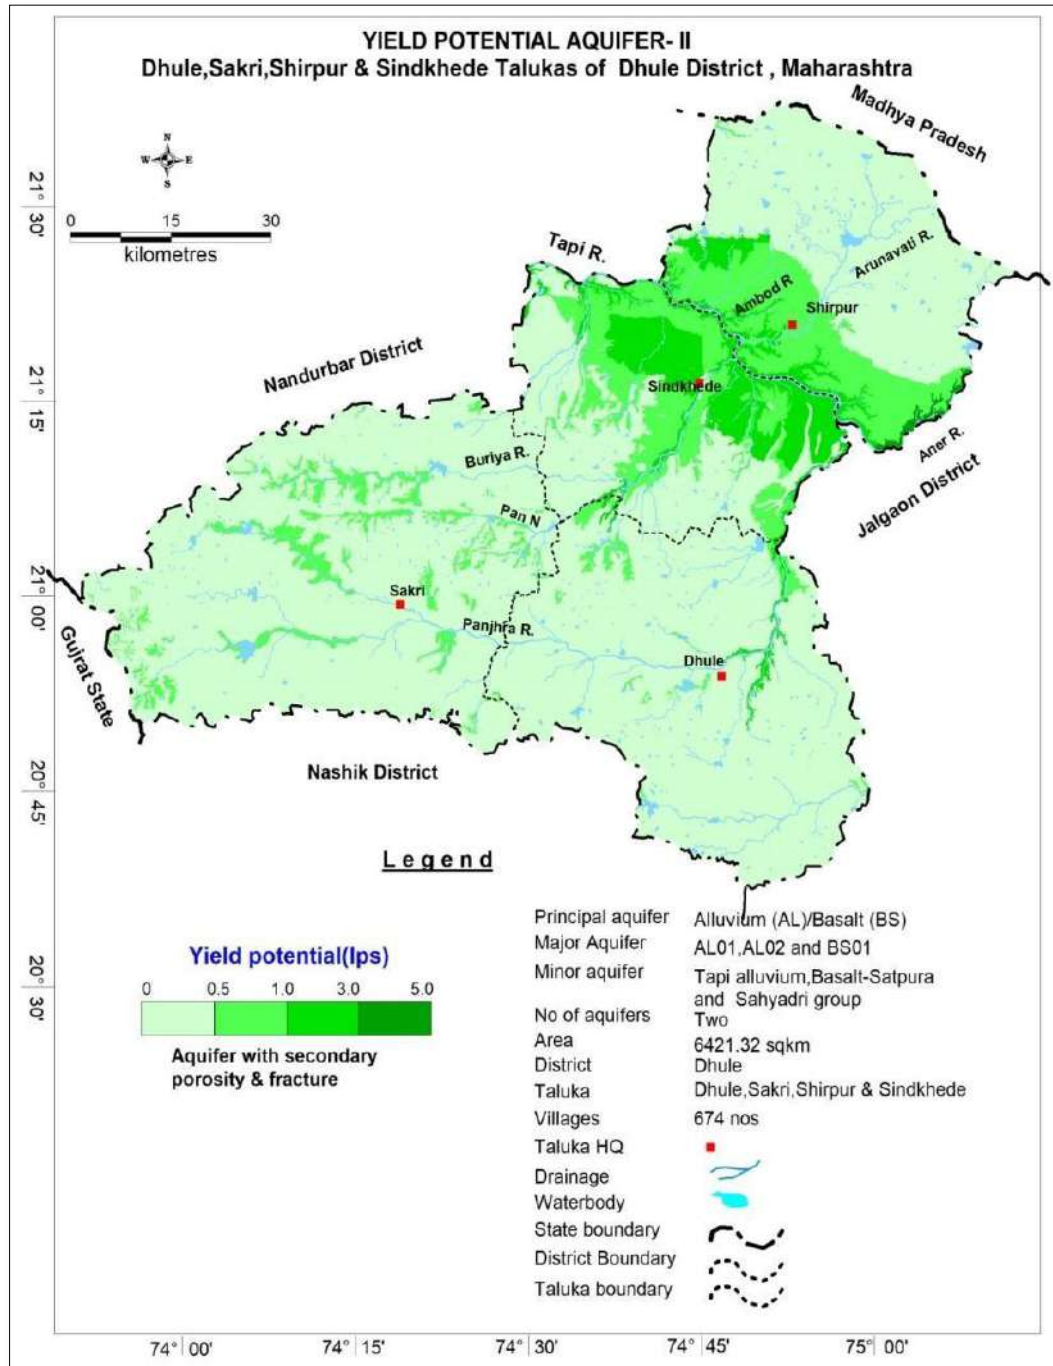 YIELD POTENTIAL AQUIFER- II
Dhule,Sakri,Shirpur & Sindkhede Talukas of Dhule District , Maharashtra
Madhya Pradesh
N
W E
S
21° 30'
0 15 30
kilometres
Tapi R.
Arunavati R.
Ambod R
Shirpur
Nandurbar District
Sindkhede
21° 15'
Aner R.
Buriya R.
Jalgaon District
Pan N
Sakri
21° 00'
Panjhra R.
Gujrat State
Dhule
Nashik District
20° 45'
Legend
Principal aquifer Alluvium (AL)/Basalt (BS)
Major Aquifer AL01,AL02 and BS01
Minor aquifer Tapi alluvium,Basalt-Satpura
and Sahyadri group
No of aquifers Two
Area 6421.32 sqkm
District Dhule
Taluka Dhule,Sakri,Shirpur & Sindkhede
Villages 674 nos
Taluka HQ
Drainage
Waterbody
State boundary
District Boundary
Taluka boundary
20° 30'
Yield potential(lps)
0 0.5 1.0 3.0 5.0
Aquifer with secondary
porosity & fracture
74° 00' 74° 15' 74° 30' 74° 45' 75° 00'